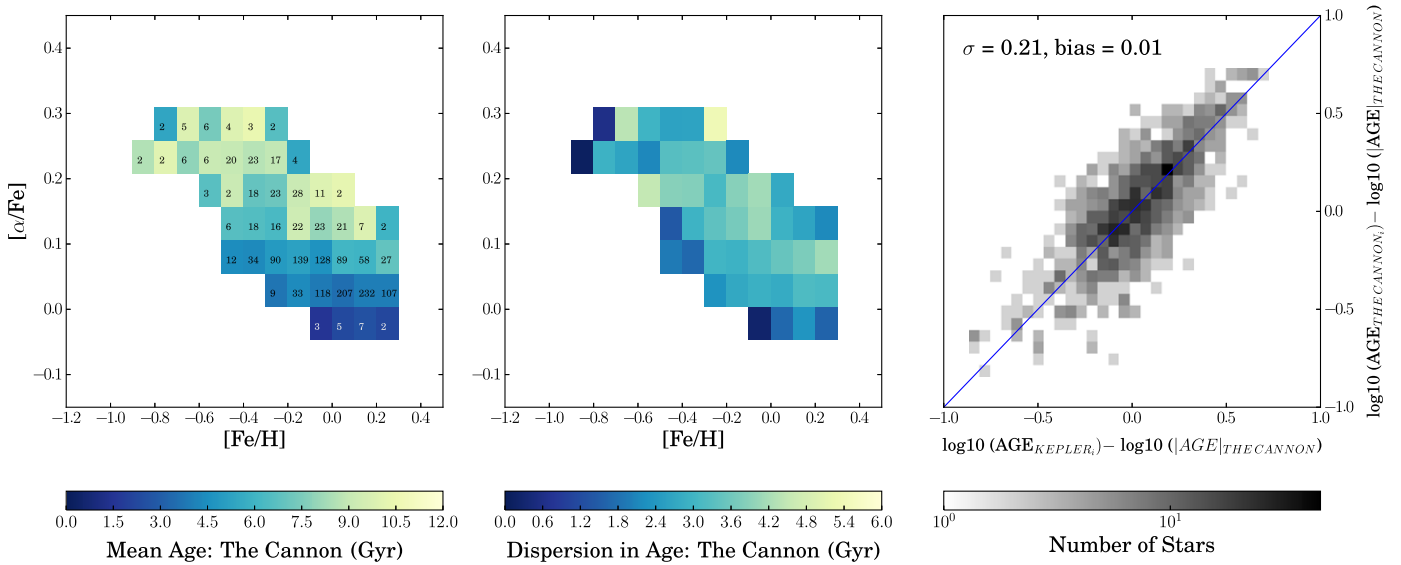 0.4
0.3
0.2
0.1
0.0
−0.1
[α/Fe]
2 5 6 4 3 2
2 2 6 6 20 23 17 4
3 2 18 23 28 11 2
6 18 16 22 23 21 7 2
12 34 90 139 128 89 58 27
9 33 118 207 232 107
3 5 7 2
−1.2 −1.0 −0.8 −0.6 −0.4 −0.2 0.0 0.2 0.4
[Fe/H]
0.0 1.5 3.0 4.5 6.0 7.5 9.0 10.5 12.0
Mean Age: The Cannon (Gyr)
0.4
0.3
0.2
0.1
0.0
−0.1
−1.2 −1.0 −0.8 −0.6 −0.4 −0.2 0.0 0.2 0.4
[Fe/H]
0.0 0.6 1.2 1.8 2.4 3.0 3.6 4.2 4.8 5.4 6.0
Dispersion in Age: The Cannon (Gyr)
σ = 0.21, bias = 0.01
1.0
0.5
0.0
−0.5
−1.0
log10 (AGE_THECANNON_i) − log10 (|AGE|_THECANNON)
−1.0 −0.5 0.0 0.5 1.0
log10 (AGE_KEPLER_i) − log10 (|AGE|_THECANNON)
10^0 10^1
Number of Stars